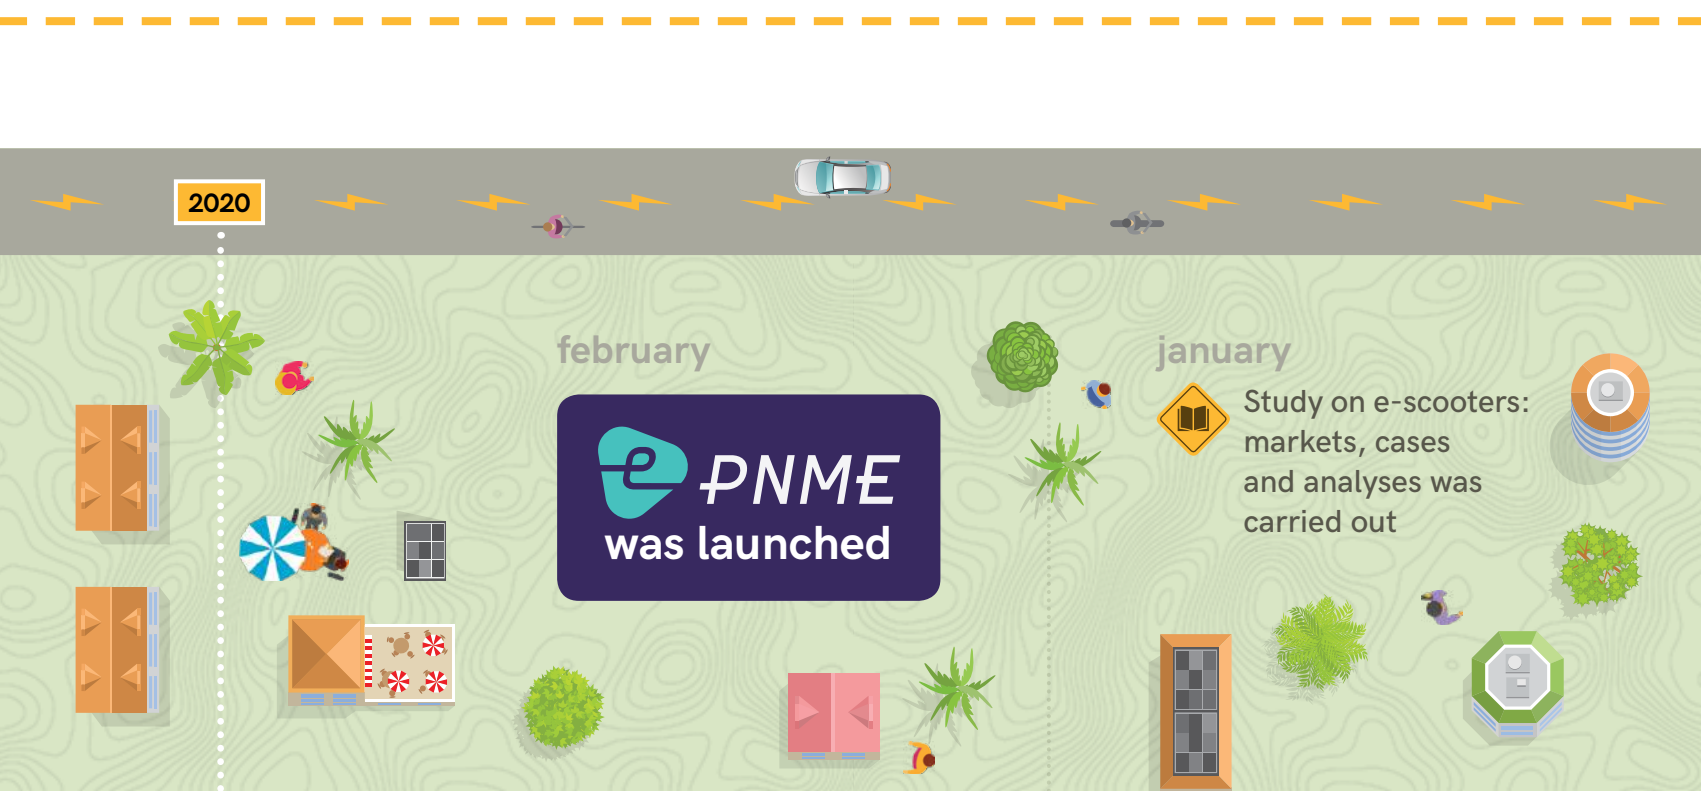 2020
february
PNME
was launched
january
Study on e-scooters:
markets, cases
and analyses was
carried out